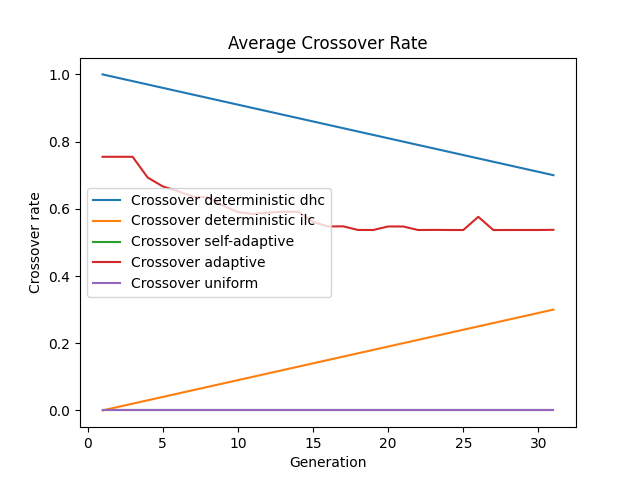 Average Crossover Rate
Crossover rate
1.0
0.8
0.6
0.4
0.2
0.0
Crossover deterministic dhc
Crossover deterministic ilc
Crossover self-adaptive
Crossover adaptive
Crossover uniform
0 5 10 15 20 25 30
Generation